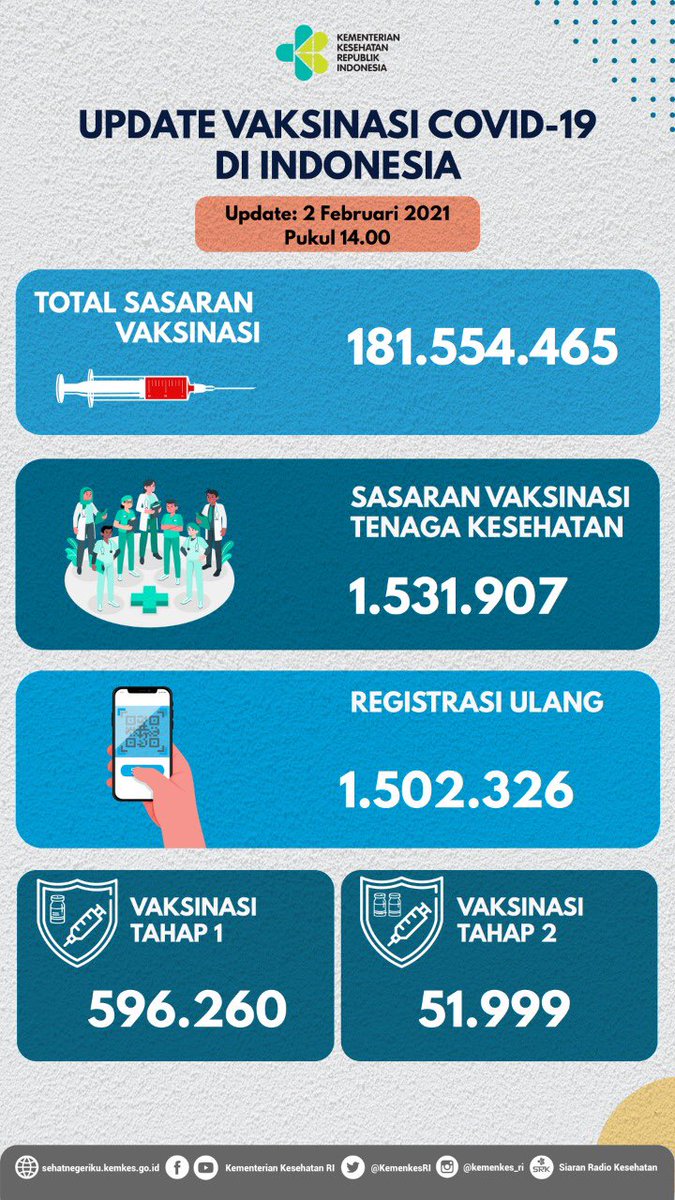 KEMENTERIAN
KESEHATAN
REPUBLIK
INDONESIA
UPDATE VAKSINASI COVID-19
DI INDONESIA
Update: 2 Februari 2021
Pukul 14.00
TOTAL SASARAN
VAKSINASI
181.554.465
SASARAN VAKSINASI
TENAGA KESEHATAN
1.531.907
REGISTRASI ULANG
1.502.326
VAKSINASI
TAHAP 1
596.260
VAKSINASI
TAHAP 2
51.999
sehatnegeriku.kemkes.go.id Kementerian Kesehatan RI @KemenkesRI @kemenkes_ri SRK Siaran Radio Kesehatan